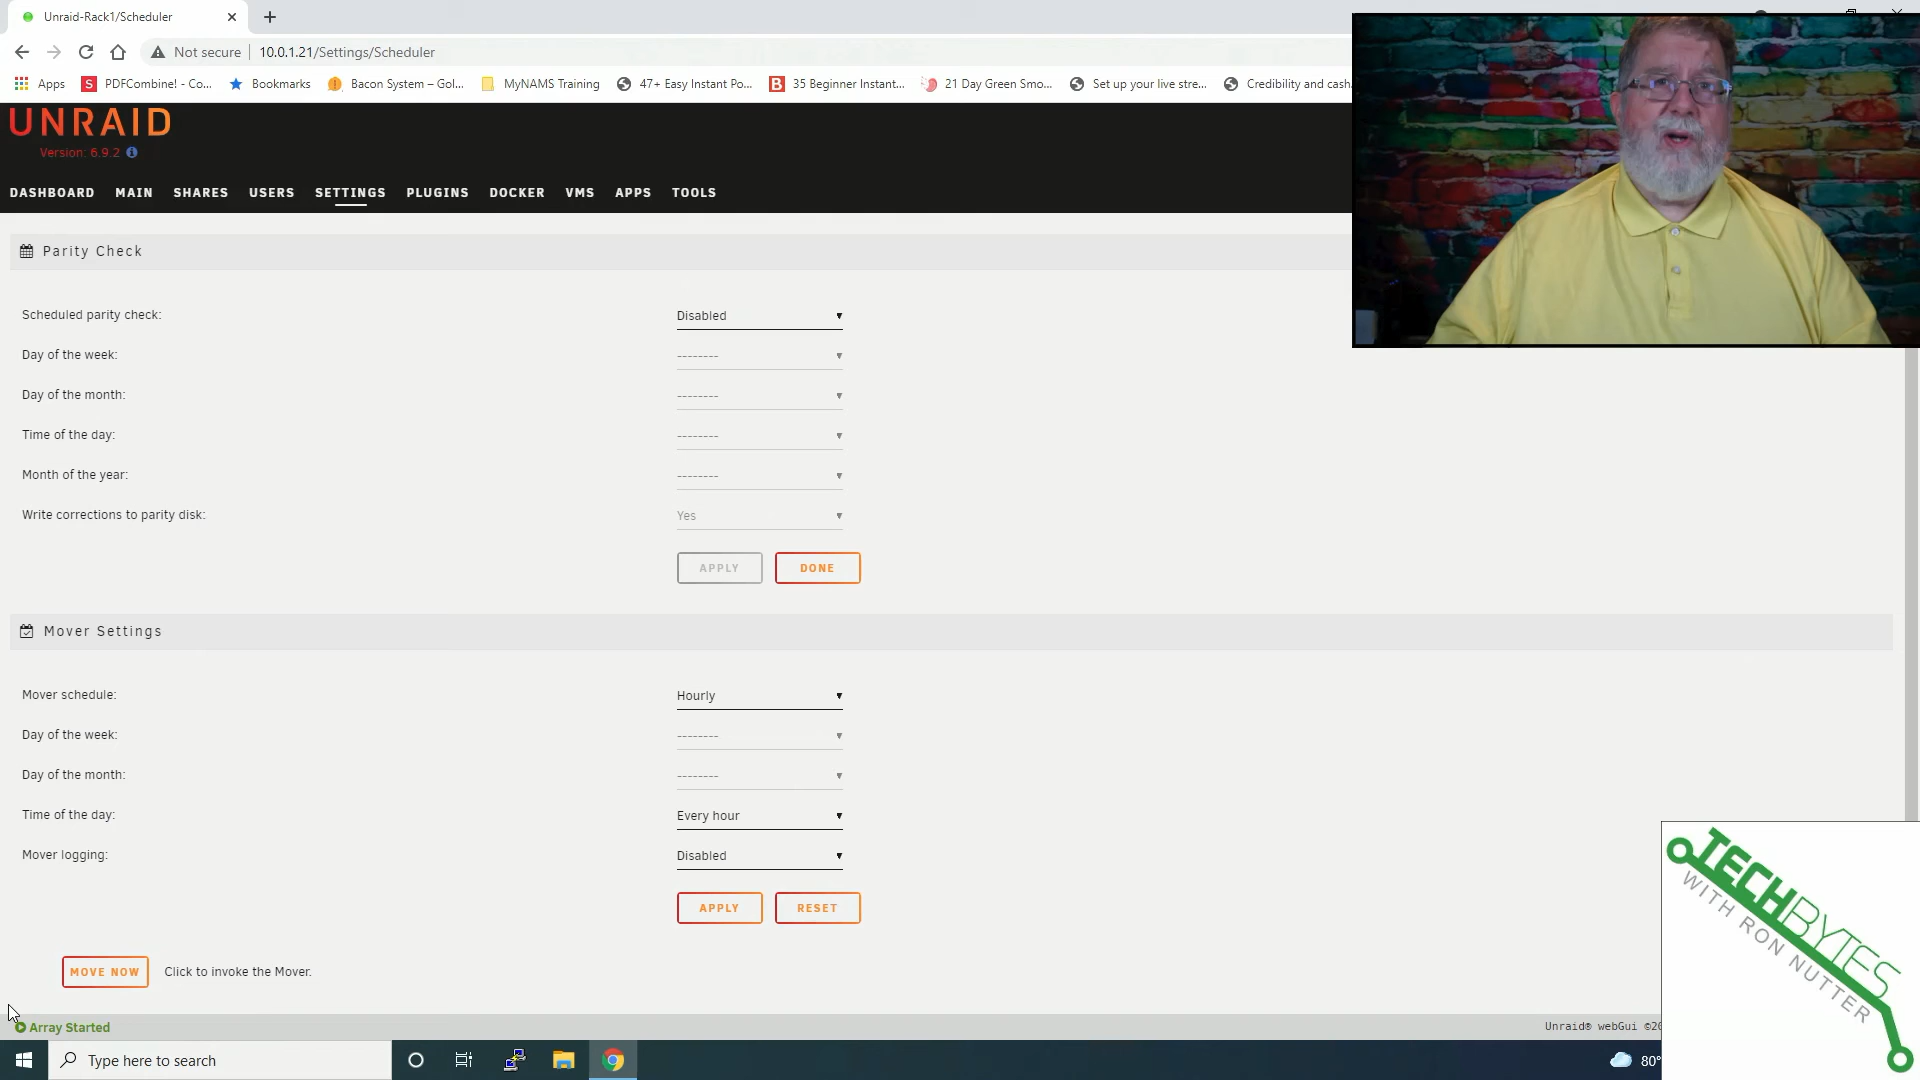 Unraid-Rack1/Scheduler
Not secure 10.0.1.21/Settings/Scheduler
Apps PDFCombine! - Co... Bookmarks Bacon System – Gol... MyNAMS Training 47+ Easy Instant Po... 35 Beginner Instant... 21 Day Green Smo... Set up your live stre... Credibility and cash
UNRAID
Version: 6.9.2
DASHBOARD MAIN SHARES USERS SETTINGS PLUGINS DOCKER VMS APPS TOOLS
Parity Check
Scheduled parity check: Disabled
Day of the week: --------
Day of the month: --------
Time of the day: --------
Month of the year: --------
Write corrections to parity disk: Yes
APPLY DONE
Mover Settings
Mover schedule: Hourly
Day of the week: --------
Day of the month: --------
Time of the day: Every hour
Mover logging: Disabled
APPLY RESET
MOVE NOW Click to invoke the Mover.
Array Started
Unraid® webGui ©20
Type here to search
80°
TECHBYTES
WITH RON NUTTER